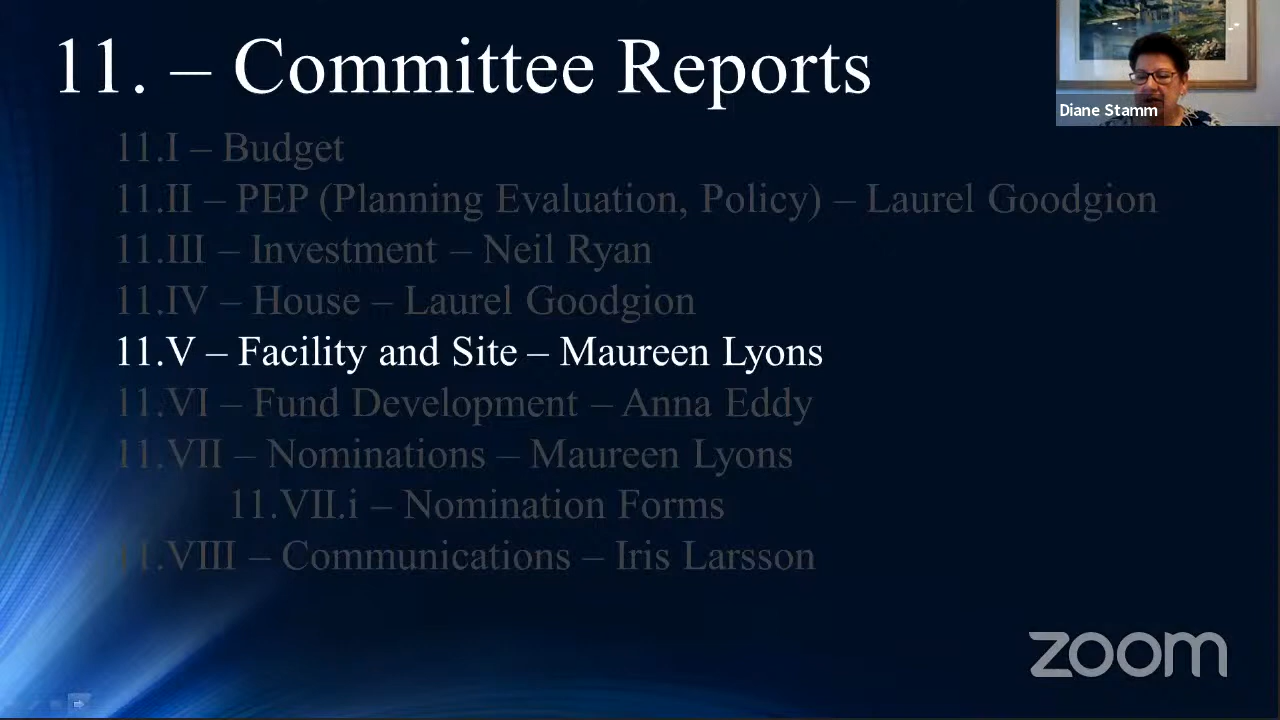 11. – Committee Reports
Diane Stamm
11.I – Budget
11.II – PEP (Planning Evaluation, Policy) – Laurel Goodgion
11.III – Investment – Neil Ryan
11.IV – House – Laurel Goodgion
11.V – Facility and Site – Maureen Lyons
11.VI – Fund Development – Anna Eddy
11.VII – Nominations – Maureen Lyons
11.VII.i – Nomination Forms
11.VIII – Communications – Iris Larsson
zoom